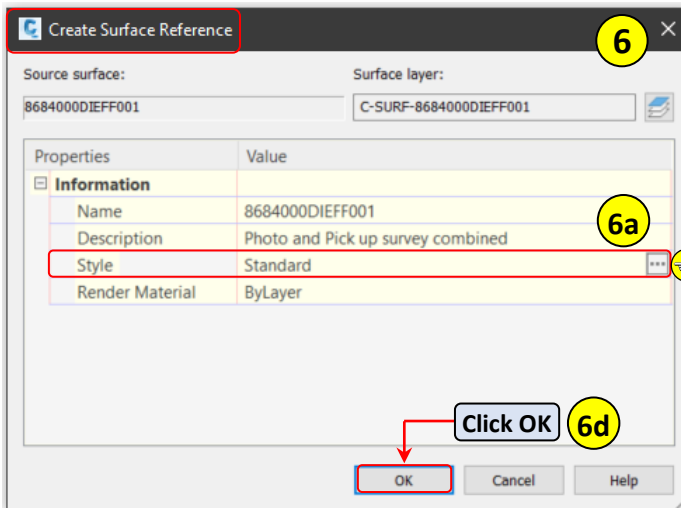 Create Surface Reference
6
Source surface:
Surface layer:
8684000DIEFF001
C-SURF-8684000DIEFF001
Properties
Value
Information
Name
8684000DIEFF001
6a
Description
Photo and Pick up survey combined
Style
Standard
...
Render Material
ByLayer
Click OK
6d
OK
Cancel
Help